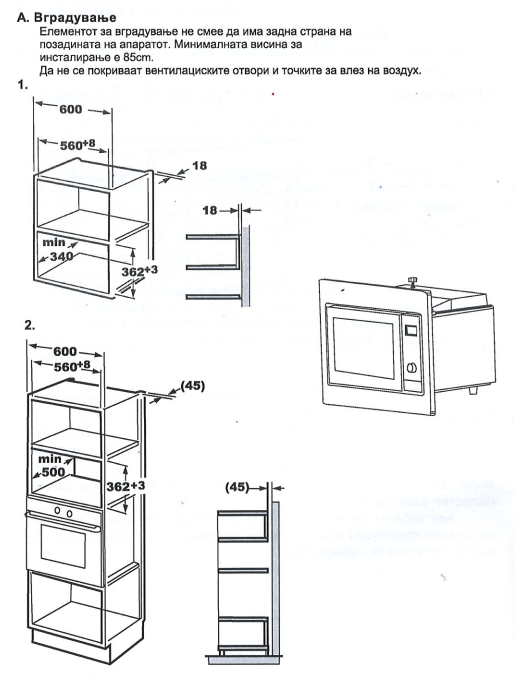 А. Вградување
Елементот за вградување не смее да има задна страна на
позадината на апаратот. Минималната висина за
инсталирање е 85cm.
Да не се покриваат вентилациските отвори и точките за влез на воздух.
1.
600
560+8
18
18
min
340
362+3
2.
600
560+8
(45)
min
500
362+3
(45)